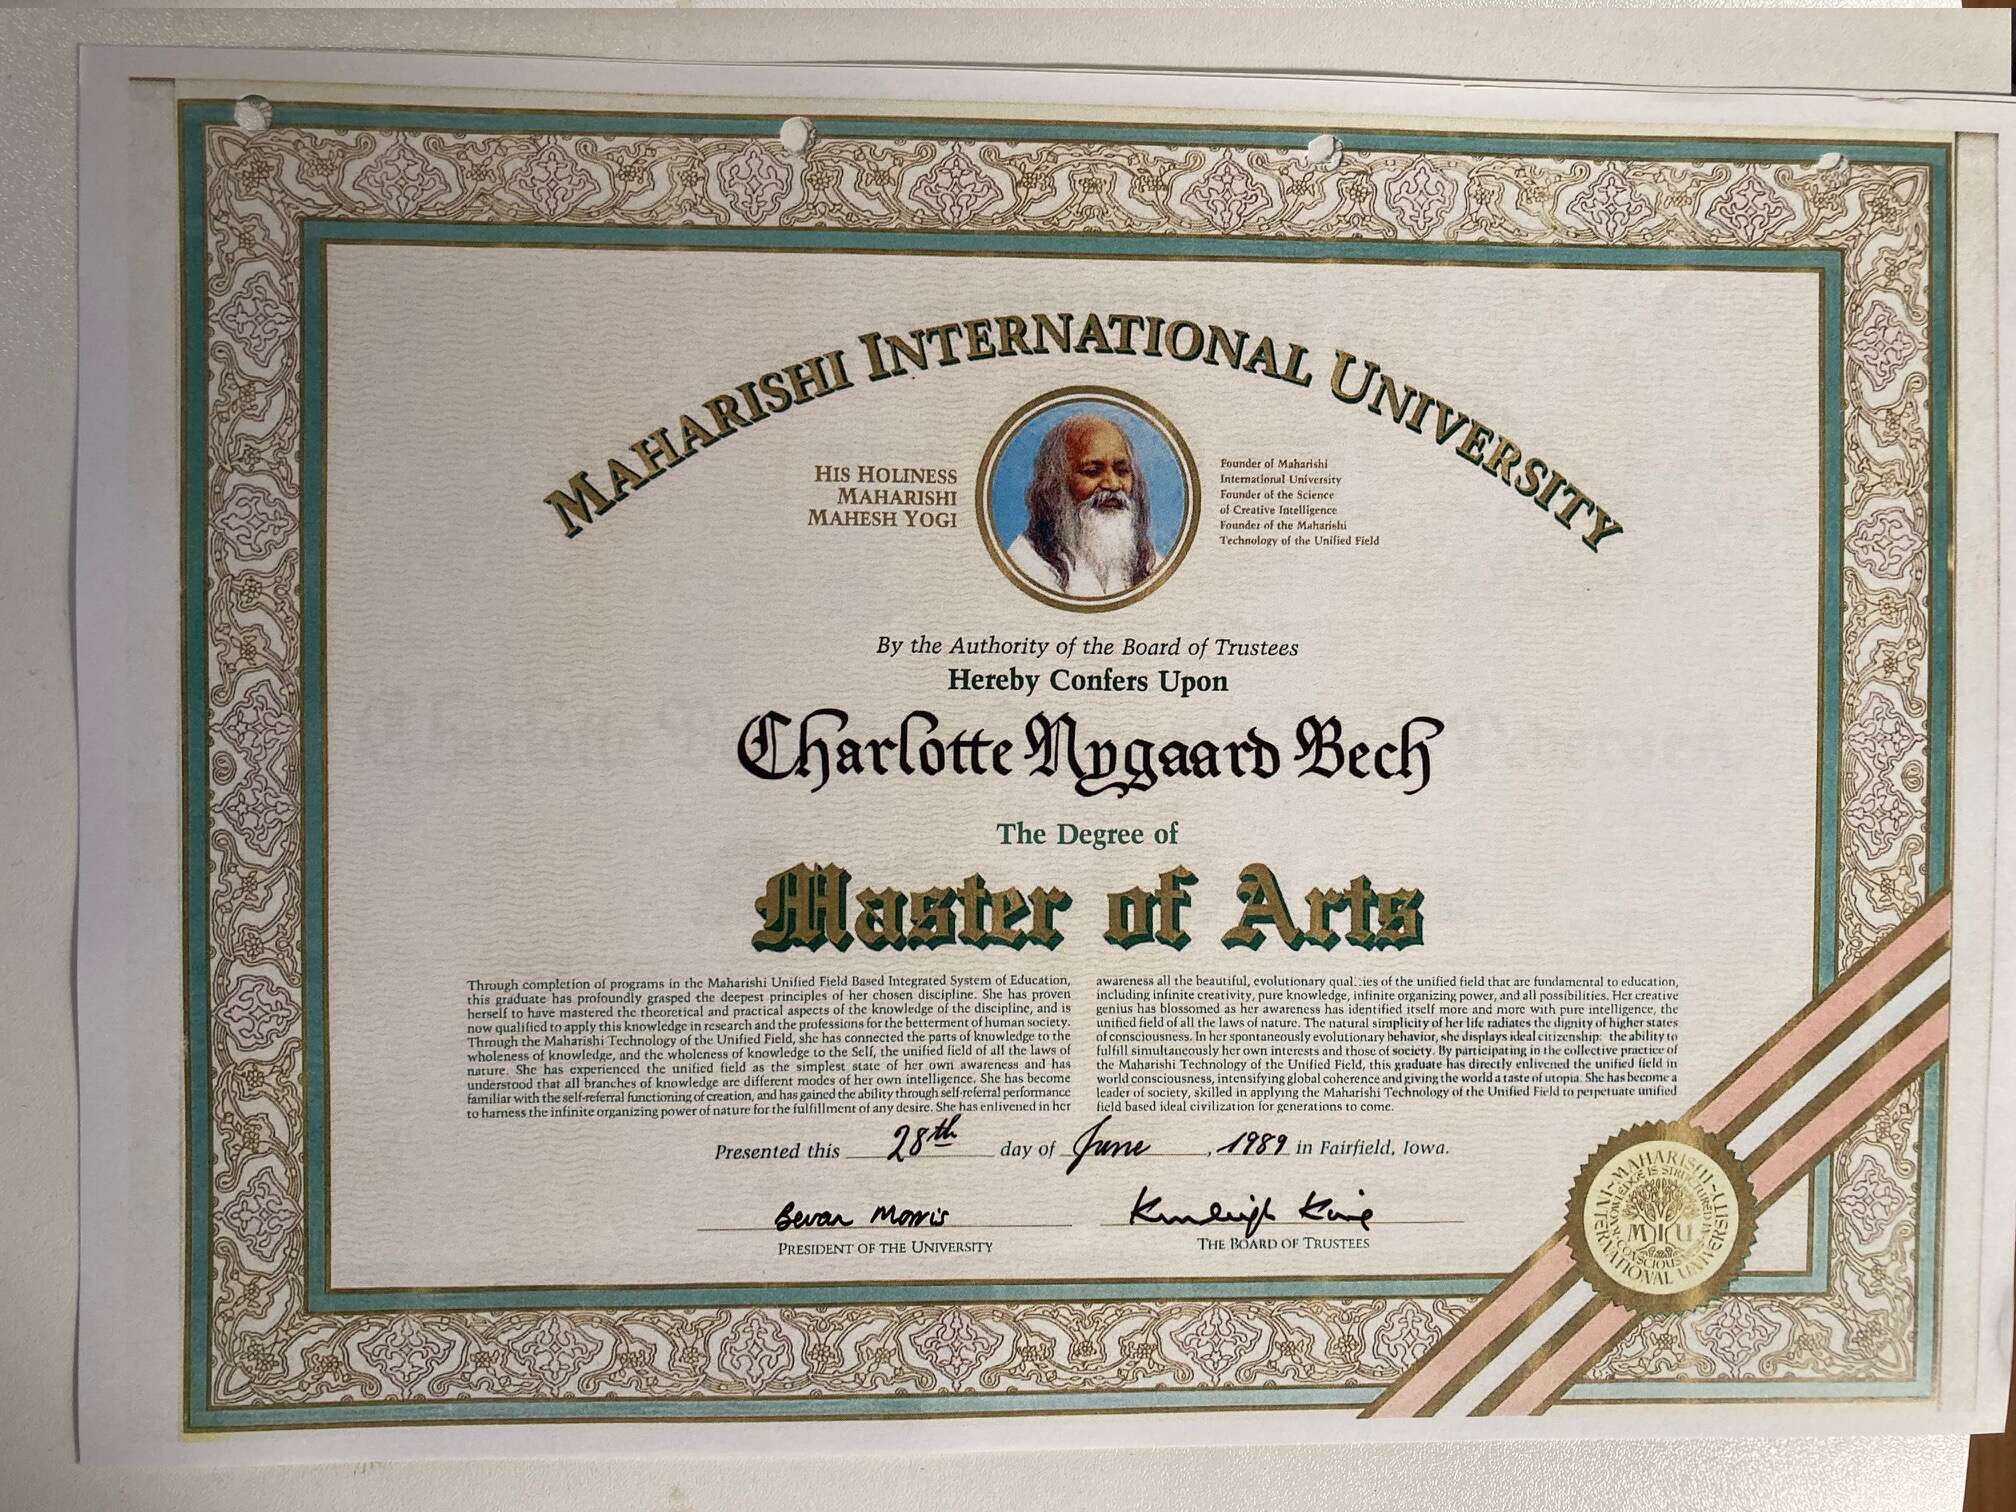 MAHARISHI INTERNATIONAL UNIVERSITY
HIS HOLINESS
MAHARISHI
MAHESH YOGI
Founder of Maharishi
International University
Founder of the Science
of Creative Intelligence
Founder of the Maharishi
Technology of the Unified Field
By the Authority of the Board of Trustees
Hereby Confers Upon
Charlotte Nygaard Bech
The Degree of
Master of Arts
Through completion of programs in the Maharishi Unified Field Based Integrated System of Education,
this graduate has profoundly grasped the deepest principles of her chosen discipline. She has proven
herself to have mastered the theoretical and practical aspects of the knowledge of the discipline, and is
now qualified to apply this knowledge in research and the professions for the betterment of human society.
Through the Maharishi Technology of the Unified Field, she has connected the parts of knowledge to the
wholeness of knowledge, and the wholeness of knowledge to the Self, the unified field of all the laws of
nature. She has experienced the unified field as the simplest state of her own awareness and has
understood that all branches of knowledge are different modes of her own intelligence. She has become
familiar with the self-referral functioning of creation, and has gained the ability through self-referral performance
to harness the infinite organizing power of nature for the fulfillment of any desire. She has enlivened in her
awareness all the beautiful, evolutionary qualities of the unified field that are fundamental to education,
including infinite creativity, pure knowledge, infinite organizing power, and all possibilities. Her creative
genius has blossomed as her awareness has identified itself more and more with pure intelligence, the
unified field of all the laws of nature. The natural simplicity of her life radiates the dignity of higher states
of consciousness. In her spontaneously evolutionary behavior, she displays ideal citizenship: the ability to
fulfill simultaneously her own interests and those of society. By participating in the collective practice of
the Maharishi Technology of the Unified Field, this graduate has directly enlivened the unified field in
world consciousness, intensifying global coherence and giving the world a taste of utopia. She has become a
leader of society, skilled in applying the Maharishi Technology of the Unified Field to perpetuate unified
field based ideal civilization for generations to come.
Presented this 28th day of June, 1989 in Fairfield, Iowa.
Bevan Morris
PRESIDENT OF THE UNIVERSITY
THE BOARD OF TRUSTEES
MAHARISHI INTERNATIONAL UNIVERSITY
KNOWLEDGE IS STRUCTURED IN CONSCIOUSNESS
MIU